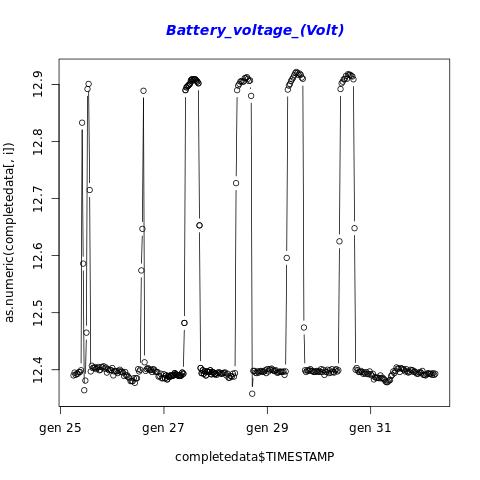 Battery_voltage_(Volt)
as.numeric(completedata[, i])
12.9
12.8
12.7
12.6
12.5
12.4
gen 25
gen 27
gen 29
gen 31
completedata$TIMESTAMP